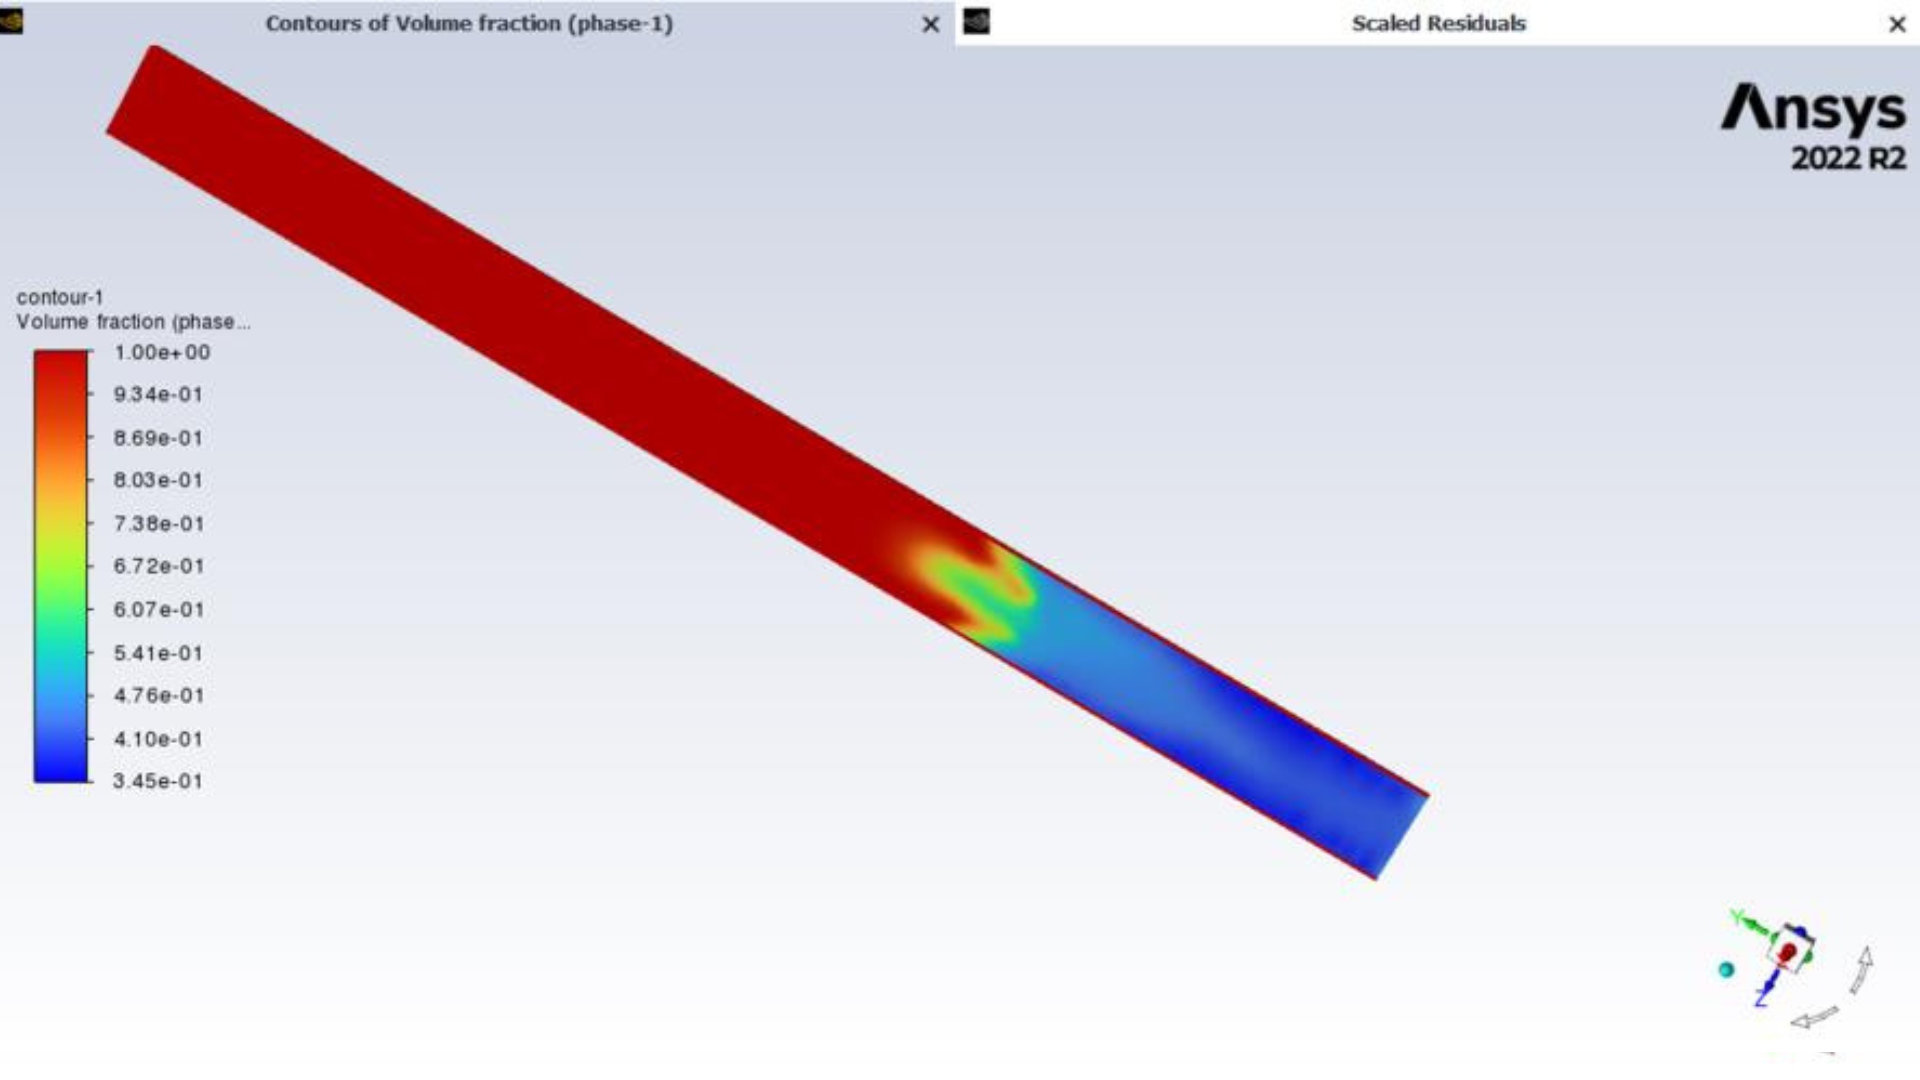 Contours of Volume fraction (phase-1)
Scaled Residuals
Ansys
2022 R2
contour-1
Volume fraction (phase...
1.00e+00
9.34e-01
8.69e-01
8.03e-01
7.38e-01
6.72e-01
6.07e-01
5.41e-01
4.76e-01
4.10e-01
3.45e-01
Y
Z